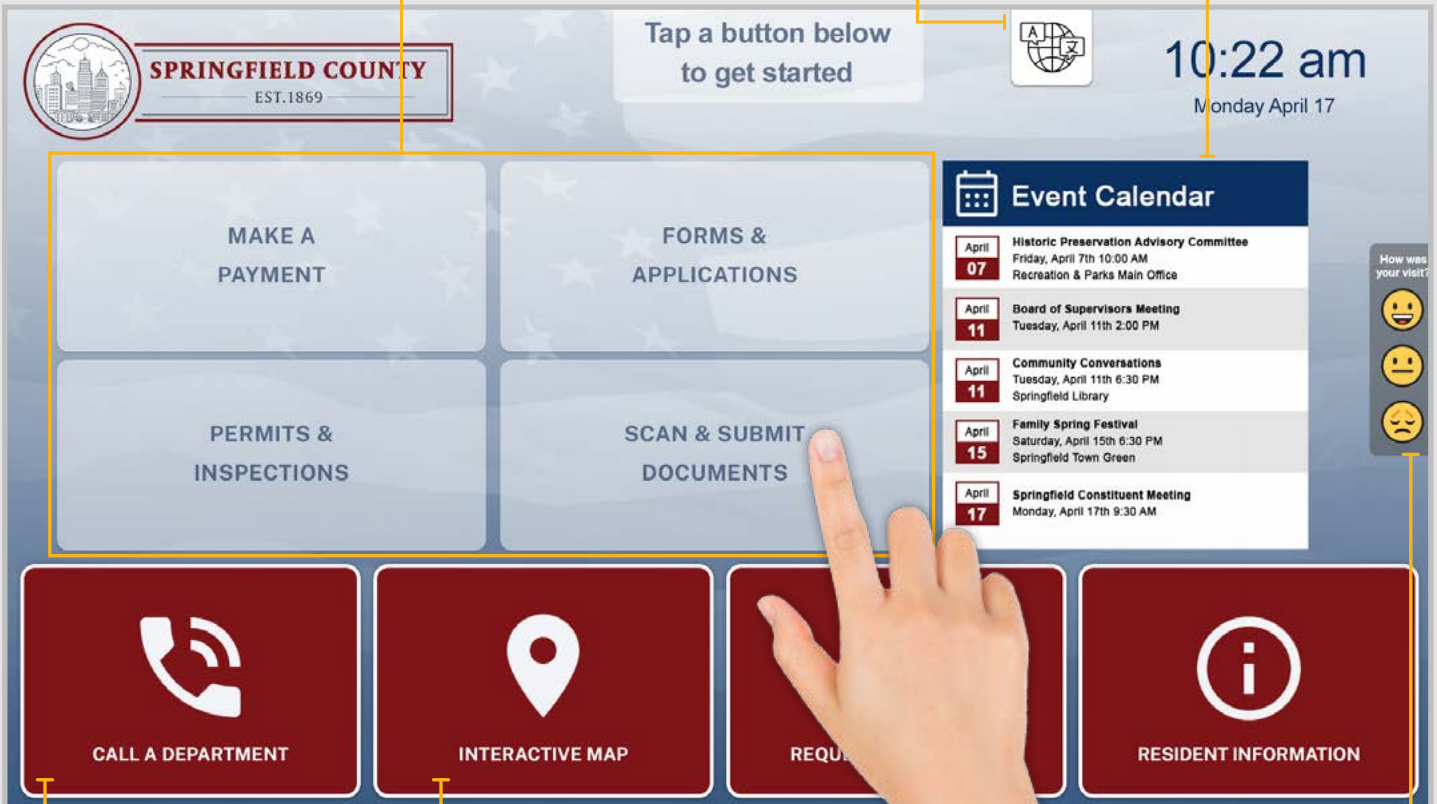 SPRINGFIELD COUNTY
EST.1869
Tap a button below
to get started
A 文
10:22 am
Monday April 17
MAKE A
PAYMENT
FORMS &
APPLICATIONS
PERMITS &
INSPECTIONS
SCAN & SUBMIT
DOCUMENTS
Event Calendar
April
07
Historic Preservation Advisory Committee
Friday, April 7th 10:00 AM
Recreation & Parks Main Office
April
11
Board of Supervisors Meeting
Tuesday, April 11th 2:00 PM
April
11
Community Conversations
Tuesday, April 11th 6:30 PM
Springfield Library
April
15
Family Spring Festival
Saturday, April 15th 6:30 PM
Springfield Town Green
April
17
Springfield Constituent Meeting
Monday, April 17th 9:30 AM
How was
your visit?
CALL A DEPARTMENT
INTERACTIVE MAP
RESIDENT INFORMATION